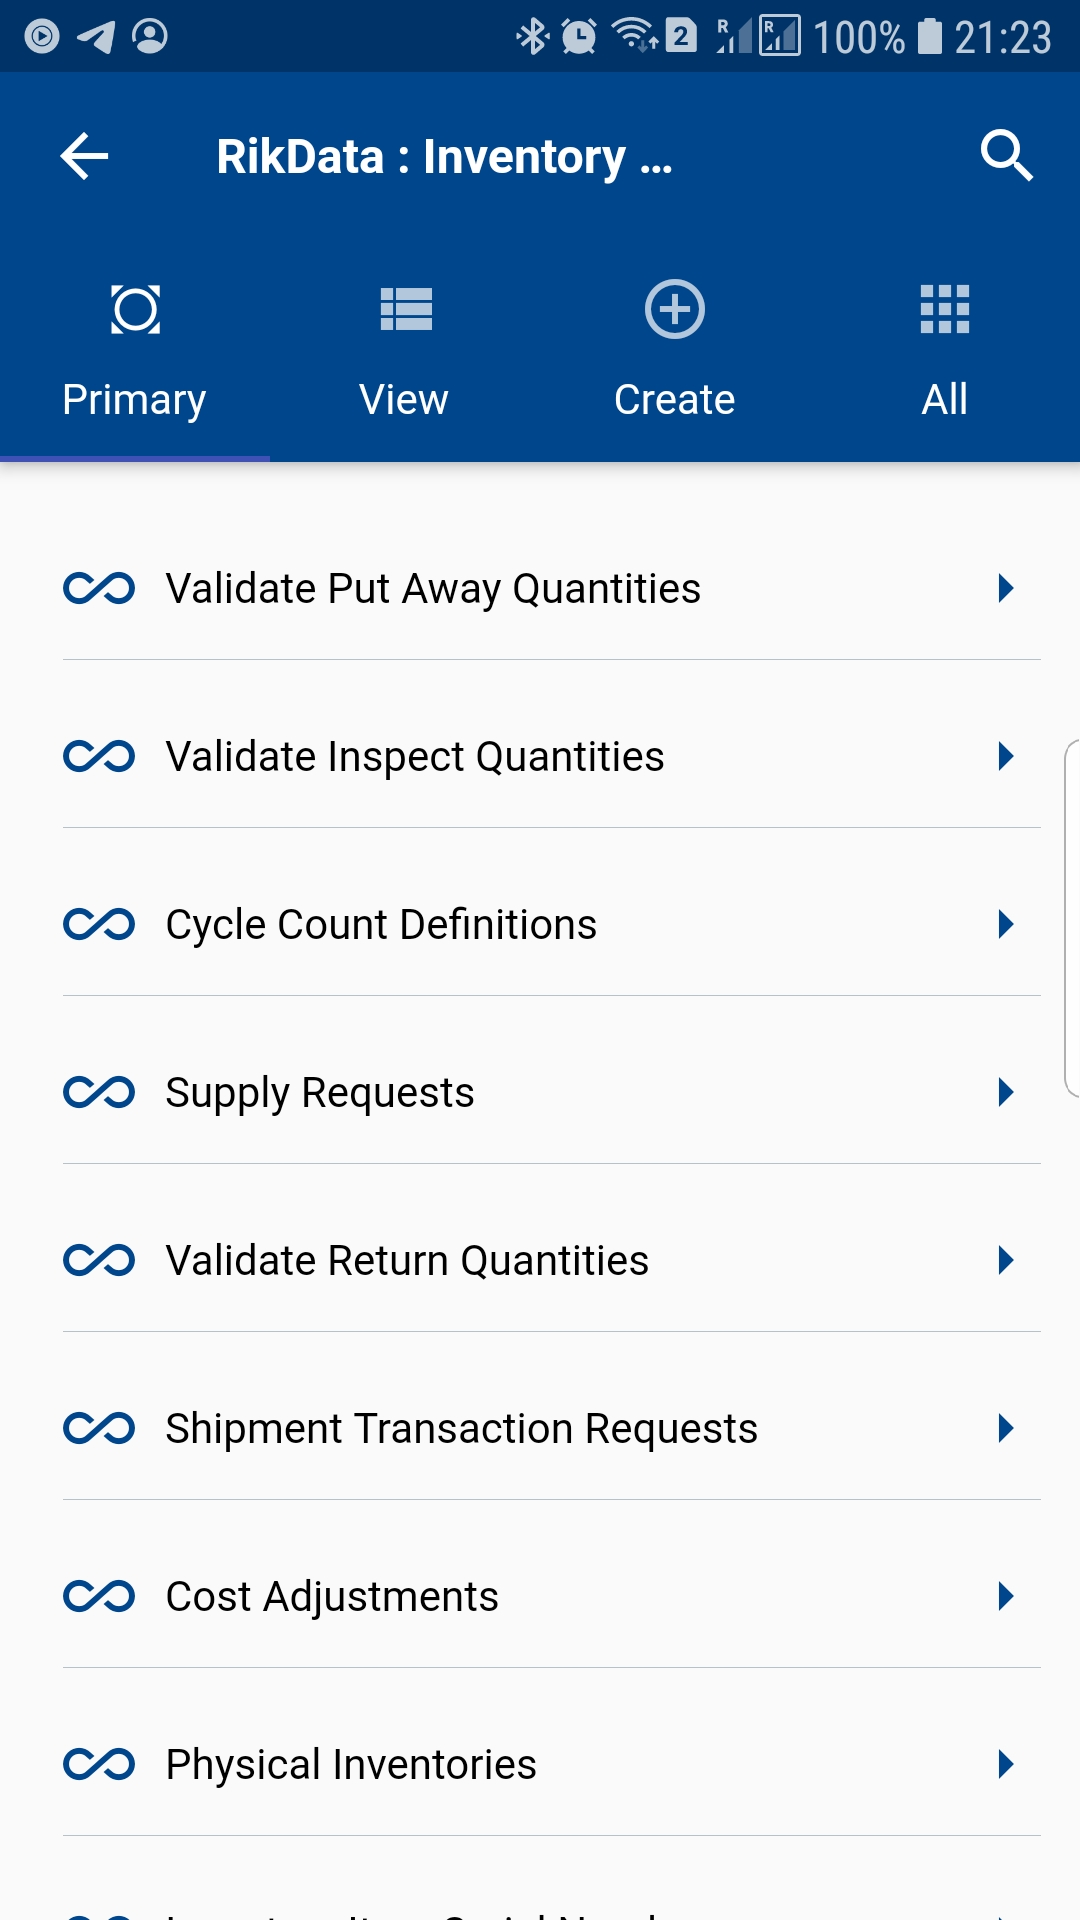 2 R R 100% 21:23
RikData : Inventory ...
Primary View Create All
Validate Put Away Quantities
Validate Inspect Quantities
Cycle Count Definitions
Supply Requests
Validate Return Quantities
Shipment Transaction Requests
Cost Adjustments
Physical Inventories